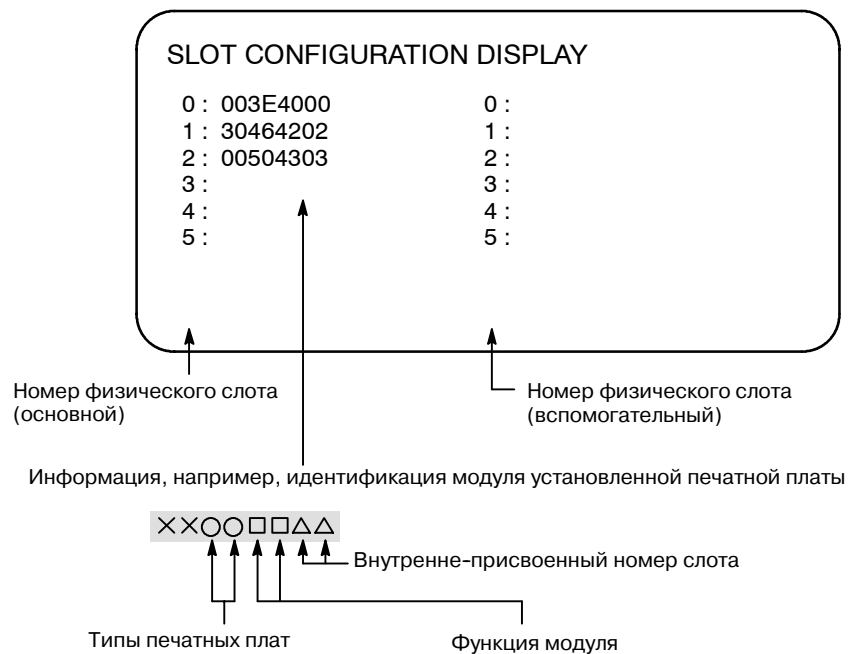 SLOT CONFIGURATION DISPLAY
0 : 003E4000 0 :
1 : 30464202 1 :
2 : 00504303 2 :
3 : 3 :
4 : 4 :
5 : 5 :
Номер физического слота
(основной)
Номер физического слота
(вспомогательный)
Информация, например, идентификация модуля установленной печатной платы
××○○□□△△
Внутренне-присвоенный номер слота
Типы печатных плат
Функция модуля